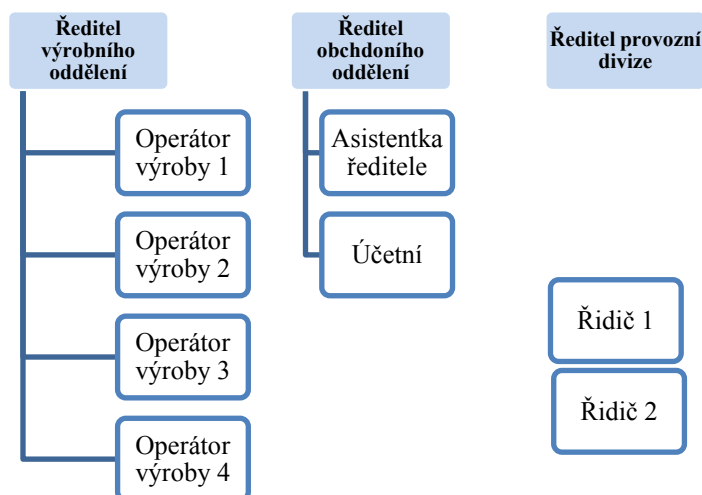 Ředitel
výrobního
oddělení
Operátor
výroby 1
Operátor
výroby 2
Operátor
výroby 3
Operátor
výroby 4
Ředitel
obchdoního
oddělení
Asistentka
ředitele
Účetní
Ředitel provozní
divize
Řidič 1
Řidič 2